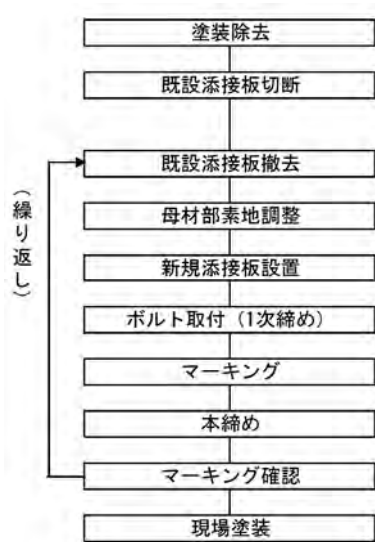 塗装除去
既設添接板切断
既設添接板撤去
母材部素地調整
新規添接板設置
ボルト取付（1次締め）
マーキング
本締め
マーキング確認
現場塗装
（繰り返し）